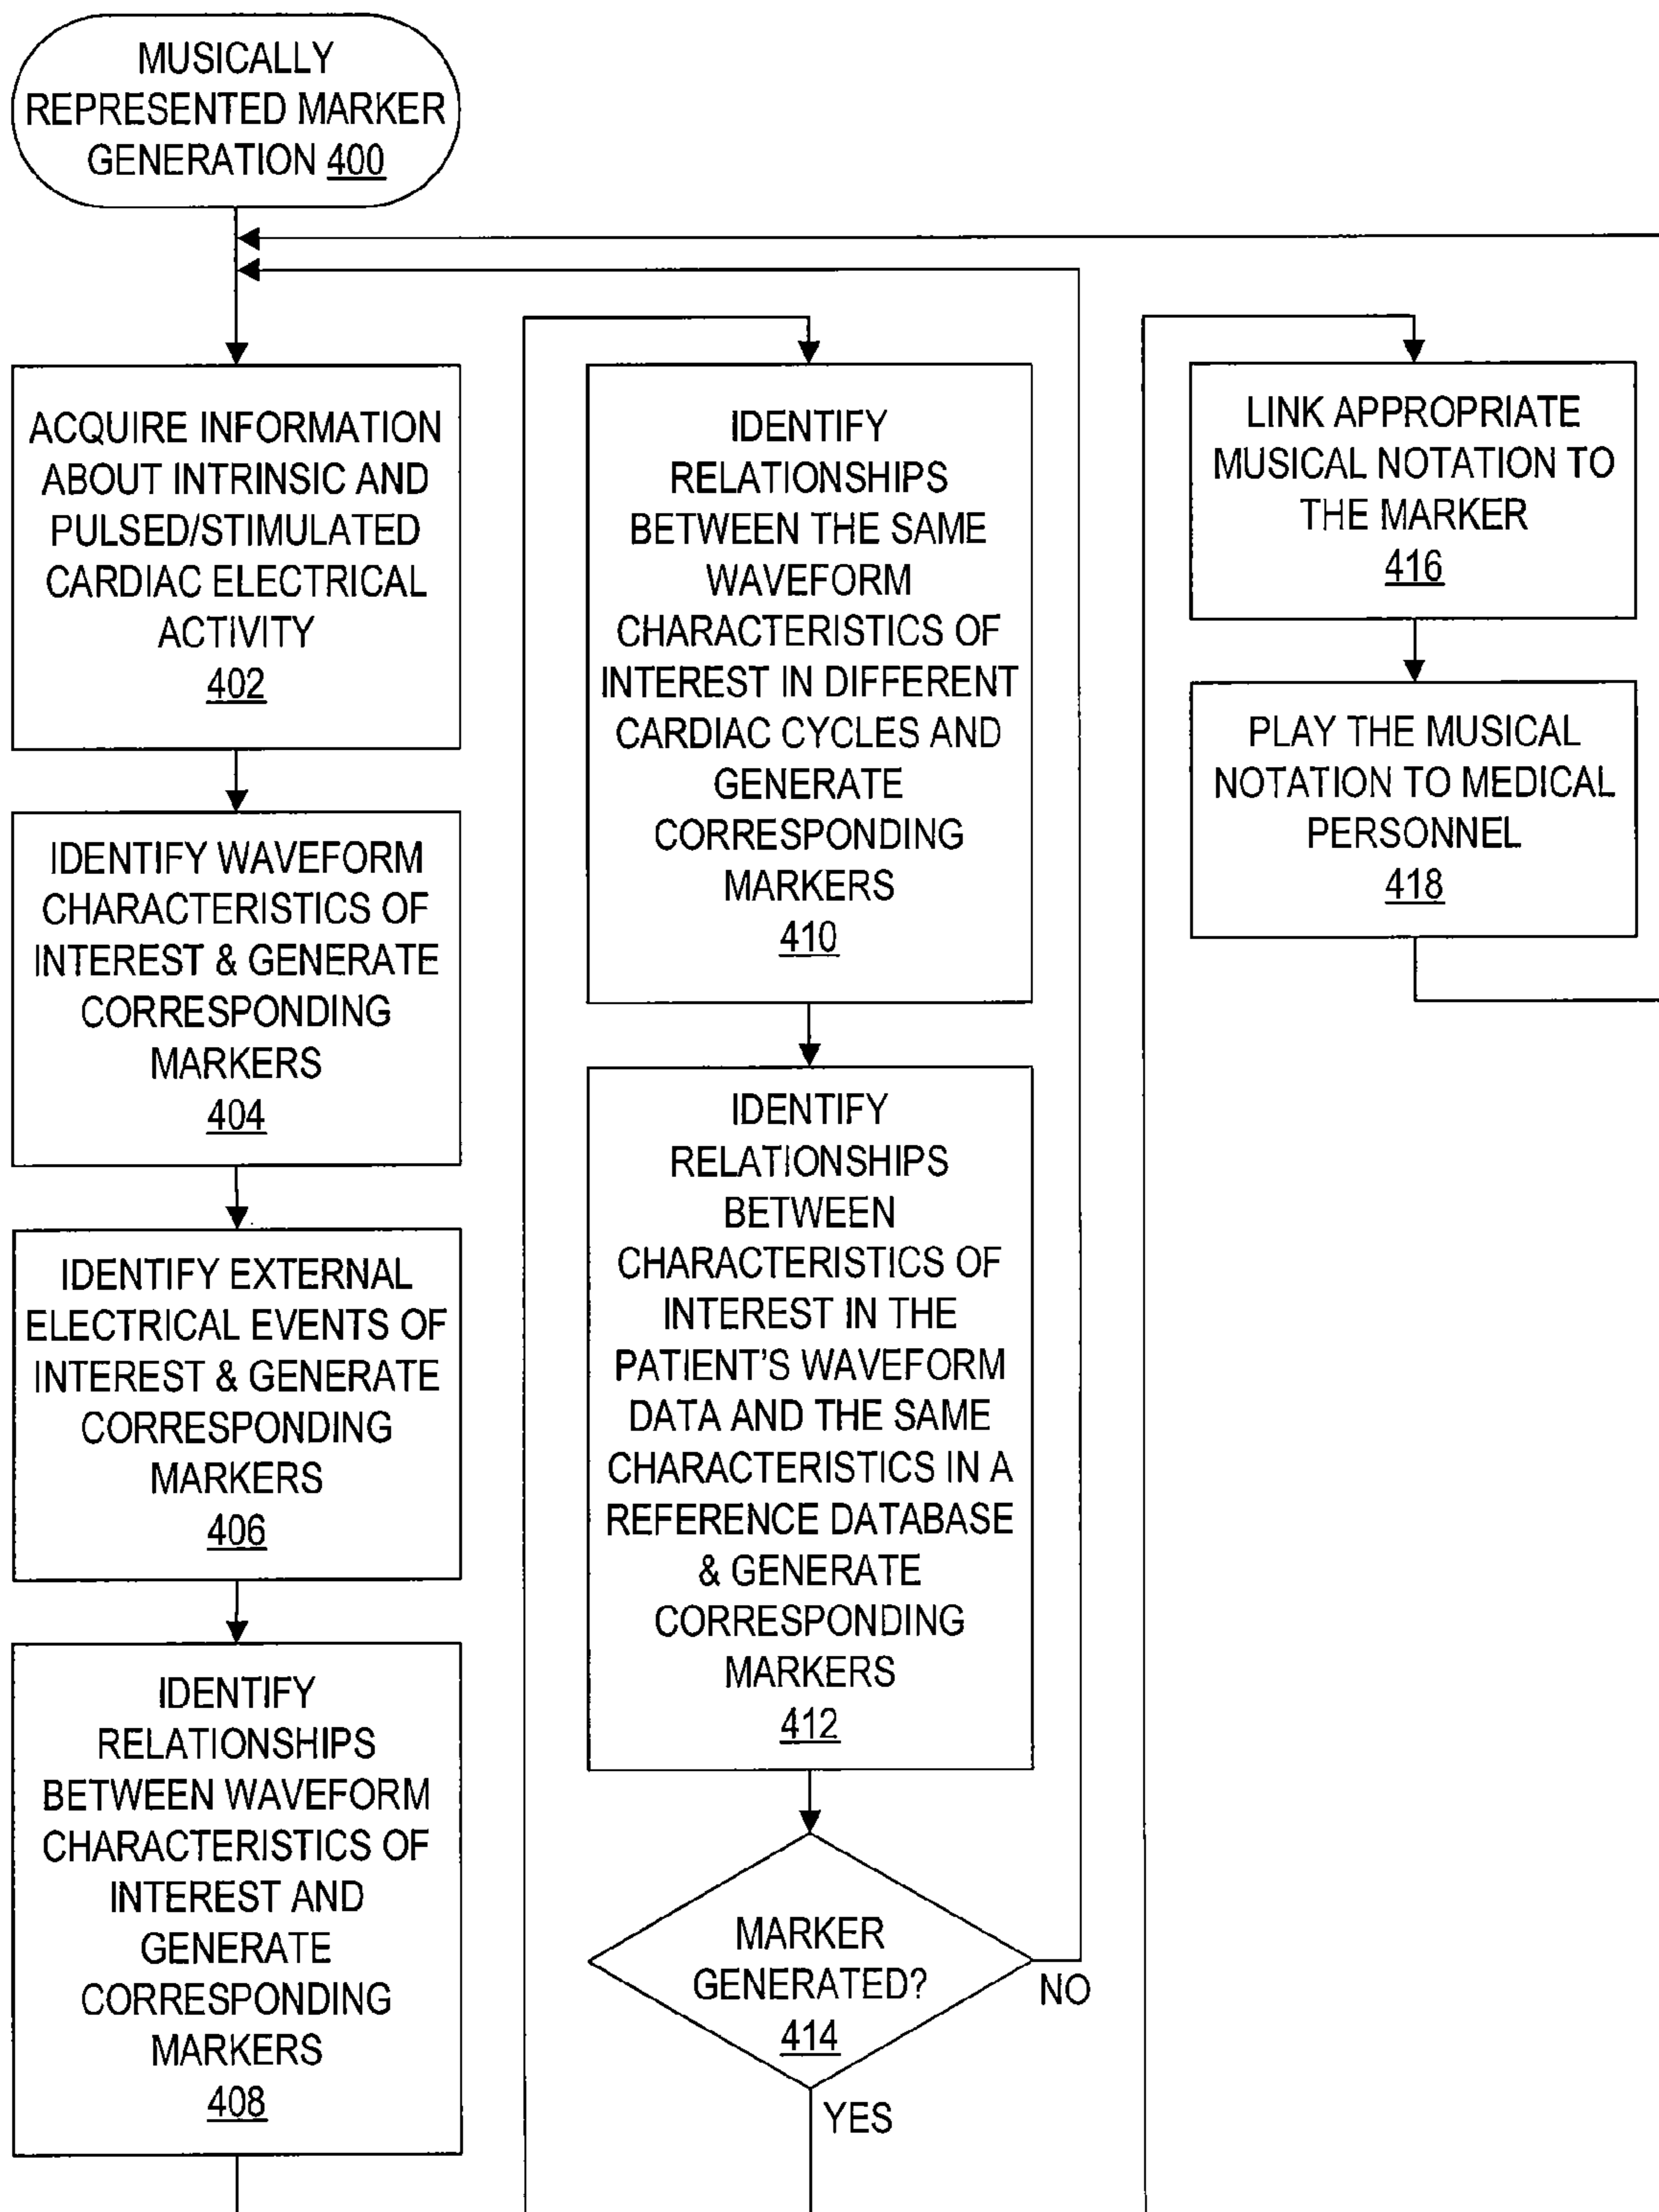 MUSICALLY
REPRESENTED MARKER
GENERATION 400
ACQUIRE INFORMATION
ABOUT INTRINSIC AND
PULSED/STIMULATED
CARDIAC ELECTRICAL
ACTIVITY
402
IDENTIFY WAVEFORM
CHARACTERISTICS OF
INTEREST & GENERATE
CORRESPONDING
MARKERS
404
IDENTIFY EXTERNAL
ELECTRICAL EVENTS OF
INTEREST & GENERATE
CORRESPONDING
MARKERS
406
IDENTIFY
RELATIONSHIPS
BETWEEN WAVEFORM
CHARACTERISTICS OF
INTEREST AND
GENERATE
CORRESPONDING
MARKERS
408
IDENTIFY
RELATIONSHIPS
BETWEEN THE SAME
WAVEFORM
CHARACTERISTICS OF
INTEREST IN DIFFERENT
CARDIAC CYCLES AND
GENERATE
CORRESPONDING
MARKERS
410
IDENTIFY
RELATIONSHIPS
BETWEEN
CHARACTERISTICS OF
INTEREST IN THE
PATIENT'S WAVEFORM
DATA AND THE SAME
CHARACTERISTICS IN A
REFERENCE DATABASE
& GENERATE
CORRESPONDING
MARKERS
412
MARKER
GENERATED?
414
NO
YES
LINK APPROPRIATE
MUSICAL NOTATION TO
THE MARKER
416
PLAY THE MUSICAL
NOTATION TO MEDICAL
PERSONNEL
418